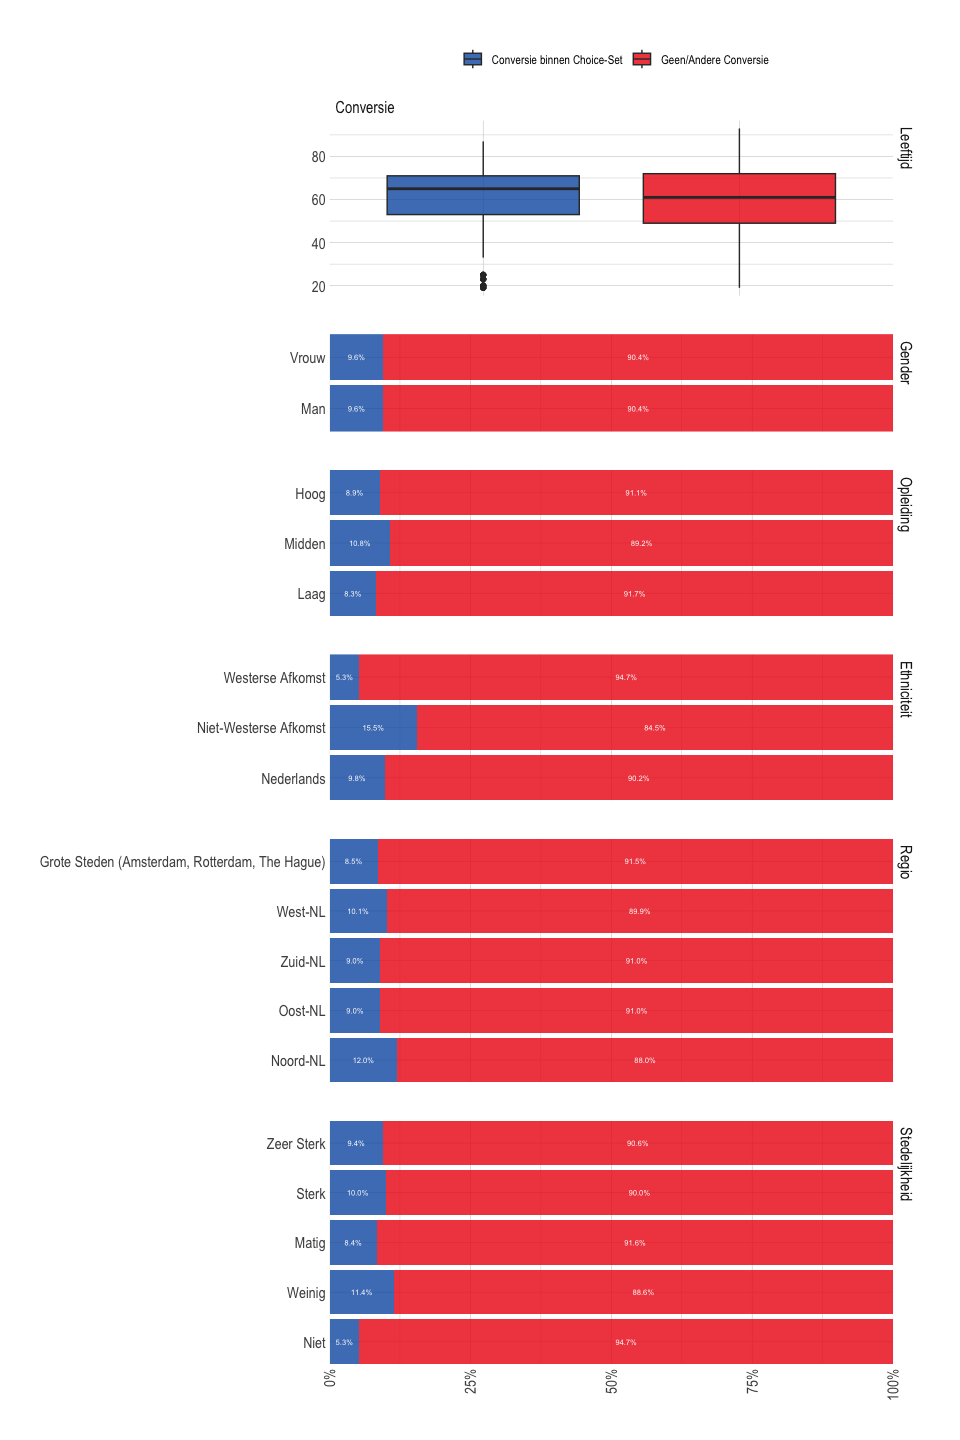 Conversie binnen Choice-Set
Geen/Andere Conversie
Conversie
Leeftijd
80
60
40
20
Gender
Vrouw 9.6% 90.4%
Man 9.6% 90.4%
Opleiding
Hoog 8.9% 91.1%
Midden 10.8% 89.2%
Laag 8.3% 91.7%
Ethniciteit
Westerse Afkomst 5.3% 94.7%
Niet-Westerse Afkomst 15.5% 84.5%
Nederlands 9.8% 90.2%
Regio
Grote Steden (Amsterdam, Rotterdam, The Hague) 8.5% 91.5%
West-NL 10.1% 89.9%
Zuid-NL 9.0% 91.0%
Oost-NL 9.0% 91.0%
Noord-NL 12.0% 88.0%
Stedelijkheid
Zeer Sterk 9.4% 90.6%
Sterk 10.0% 90.0%
Matig 8.4% 91.6%
Weinig 11.4% 88.6%
Niet 5.3% 94.7%
0% 25% 50% 75% 100%